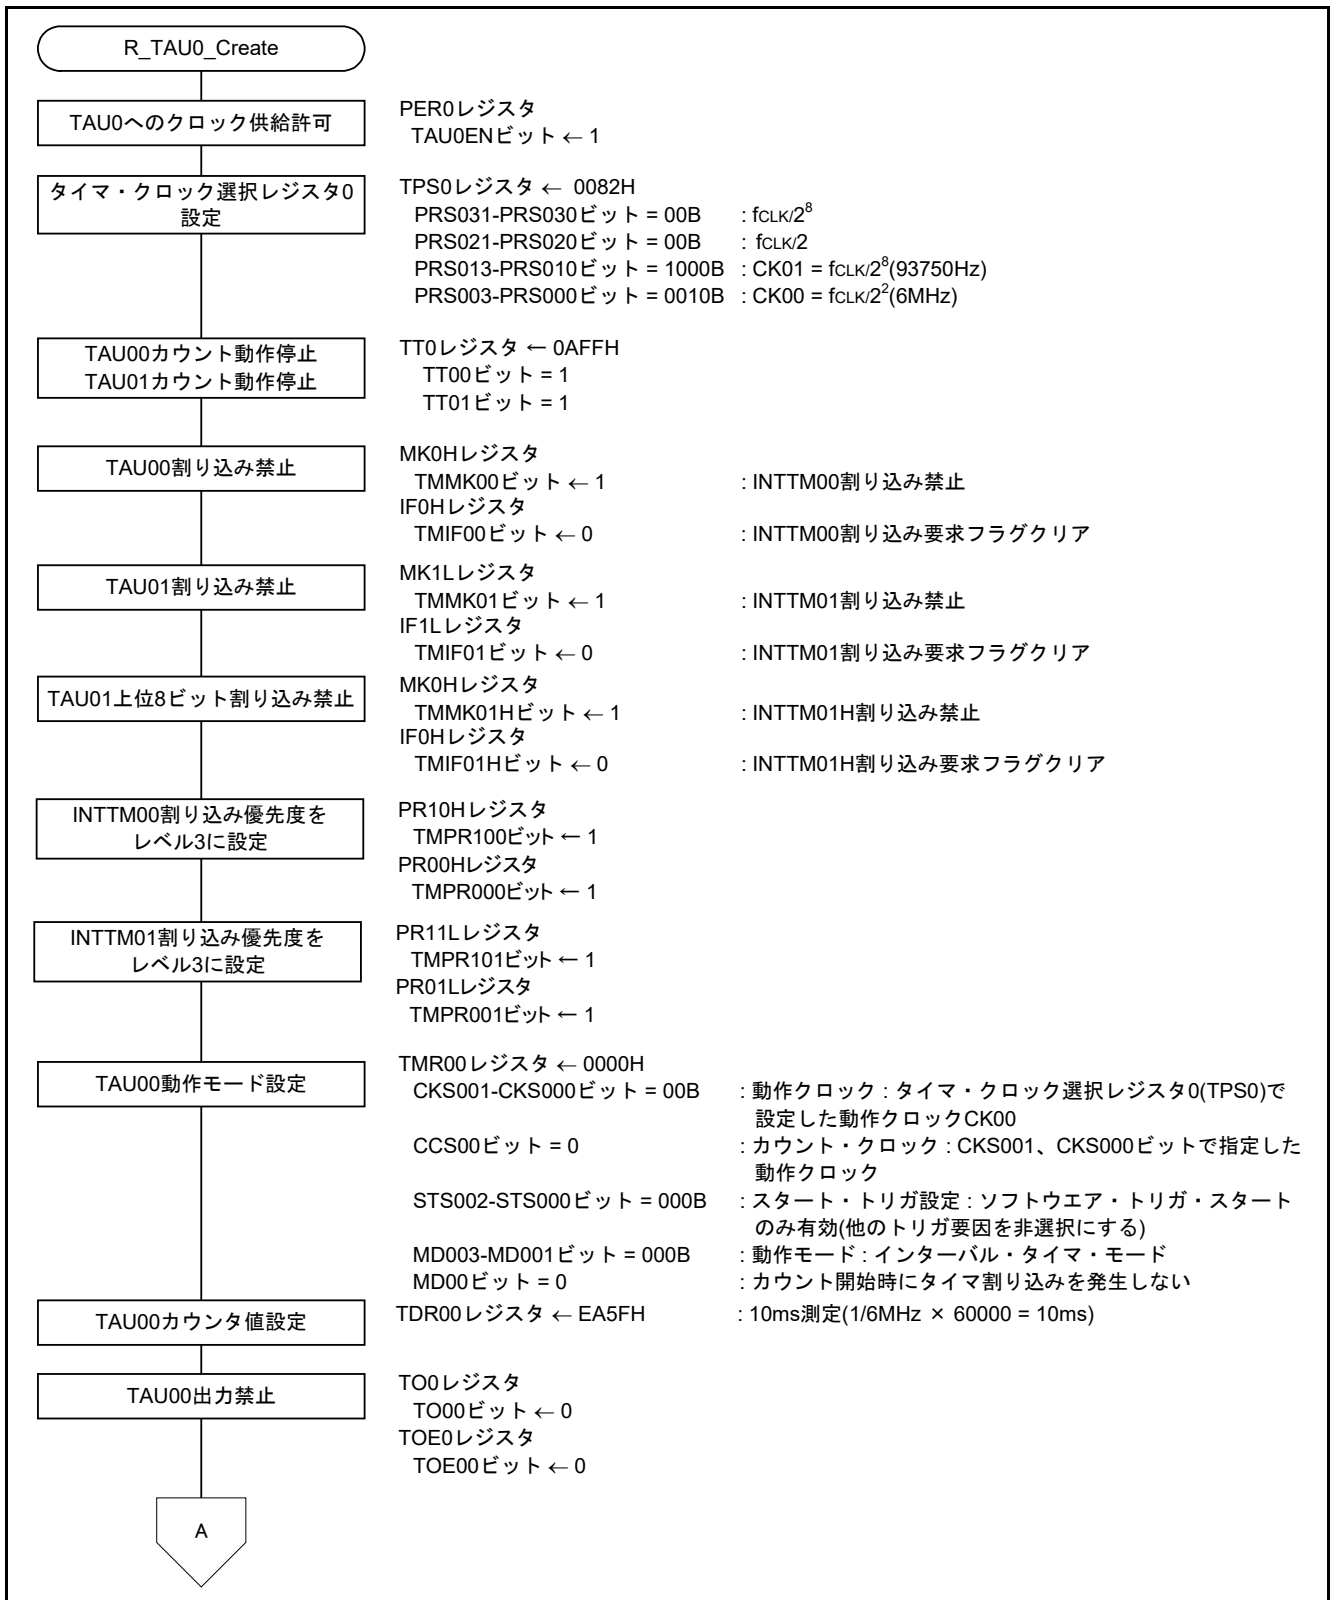 R_TAU0_Create
TAU0へのクロック供給許可
PER0レジスタ
TAU0ENビット ← 1
タイマ・クロック選択レジスタ0
設定
TPS0レジスタ ← 0082H
PRS031-PRS030ビット = 00B : fCLK/2⁸
PRS021-PRS020ビット = 00B : fCLK/2
PRS013-PRS010ビット = 1000B : CK01 = fCLK/2⁸(93750Hz)
PRS003-PRS000ビット = 0010B : CK00 = fCLK/2²(6MHz)
TAU00カウント動作停止
TAU01カウント動作停止
TT0レジスタ ← 0AFFH
TT00ビット = 1
TT01ビット = 1
TAU00割り込み禁止
MK0Hレジスタ
TMMK00ビット ← 1 : INTTM00割り込み禁止
IF0Hレジスタ
TMIF00ビット ← 0 : INTTM00割り込み要求フラグクリア
TAU01割り込み禁止
MK1Lレジスタ
TMMK01ビット ← 1 : INTTM01割り込み禁止
IF1Lレジスタ
TMIF01ビット ← 0 : INTTM01割り込み要求フラグクリア
TAU01上位8ビット割り込み禁止
MK0Hレジスタ
TMMK01Hビット ← 1 : INTTM01H割り込み禁止
IF0Hレジスタ
TMIF01Hビット ← 0 : INTTM01H割り込み要求フラグクリア
INTTM00割り込み優先度を
レベル3に設定
PR10Hレジスタ
TMPR100ビット ← 1
PR00Hレジスタ
TMPR000ビット ← 1
INTTM01割り込み優先度を
レベル3に設定
PR11Lレジスタ
TMPR101ビット ← 1
PR01Lレジスタ
TMPR001ビット ← 1
TAU00動作モード設定
TMR00レジスタ ← 0000H
CKS001-CKS000ビット = 00B : 動作クロック : タイマ・クロック選択レジスタ0(TPS0)で
設定した動作クロックCK00
CCS00ビット = 0 : カウント・クロック : CKS001、CKS000ビットで指定した
動作クロック
STS002-STS000ビット = 000B : スタート・トリガ設定 : ソフトウエア・トリガ・スタート
のみ有効(他のトリガ要因を非選択にする)
MD003-MD001ビット = 000B : 動作モード : インターバル・タイマ・モード
MD00ビット = 0 : カウント開始時にタイマ割り込みを発生しない
TAU00カウンタ値設定
TDR00レジスタ ← EA5FH : 10ms測定(1/6MHz × 60000 = 10ms)
TAU00出力禁止
TO0レジスタ
TO00ビット ← 0
TOE0レジスタ
TOE00ビット ← 0
A